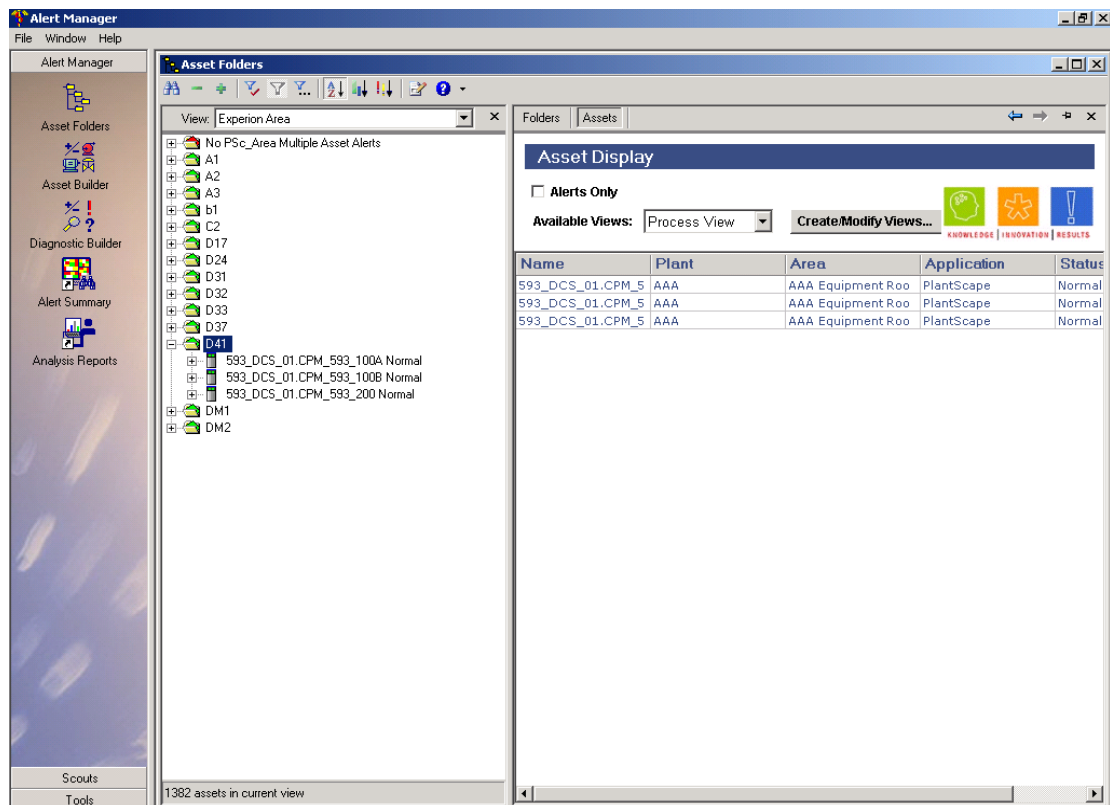 Alert Manager
File Window Help
Alert Manager
Asset Folders
Asset Builder
Diagnostic Builder
Alert Summary
Analysis Reports
Scouts
Tools
Asset Folders
View: Experion Area
No PSc_Area Multiple Asset Alerts
A1
A2
A3
b1
C2
D17
D24
D31
D32
D33
D37
D41
593_DCS_01.CPM_593_100A Normal
593_DCS_01.CPM_593_100B Normal
593_DCS_01.CPM_593_200 Normal
DM1
DM2
1382 assets in current view
Folders Assets
Asset Display
Alerts Only
Available Views: Process View Create/Modify Views...
KNOWLEDGE INNOVATION RESULTS
Name Plant Area Application Status
593_DCS_01.CPM_5 AAA AAA Equipment Roo PlantScape Normal
593_DCS_01.CPM_5 AAA AAA Equipment Roo PlantScape Normal
593_DCS_01.CPM_5 AAA AAA Equipment Roo PlantScape Normal